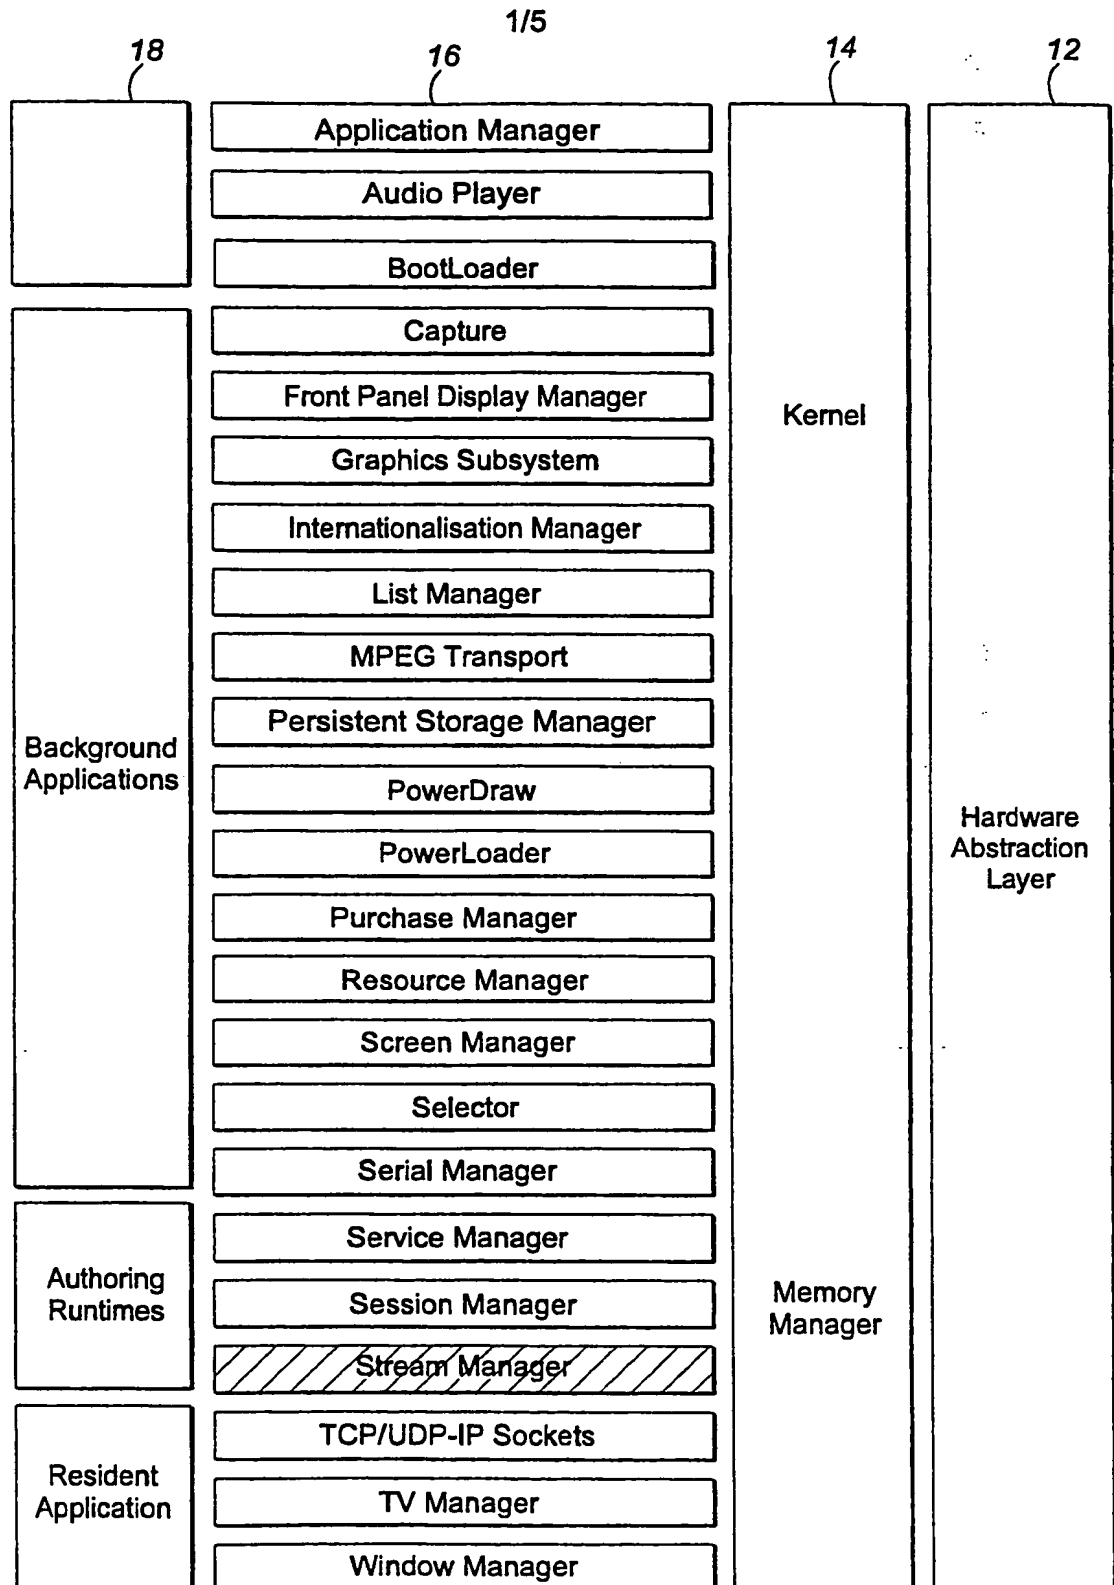 1/5
18
16
14
12
Application Manager
Audio Player
BootLoader
Capture
Front Panel Display Manager
Graphics Subsystem
Internationalisation Manager
List Manager
MPEG Transport
Persistent Storage Manager
PowerDraw
PowerLoader
Purchase Manager
Resource Manager
Screen Manager
Selector
Serial Manager
Service Manager
Session Manager
Stream Manager
TCP/UDP-IP Sockets
TV Manager
Window Manager
Background
Applications
Authoring
Runtimes
Resident
Application
Kernel
Memory
Manager
Hardware
Abstraction
Layer